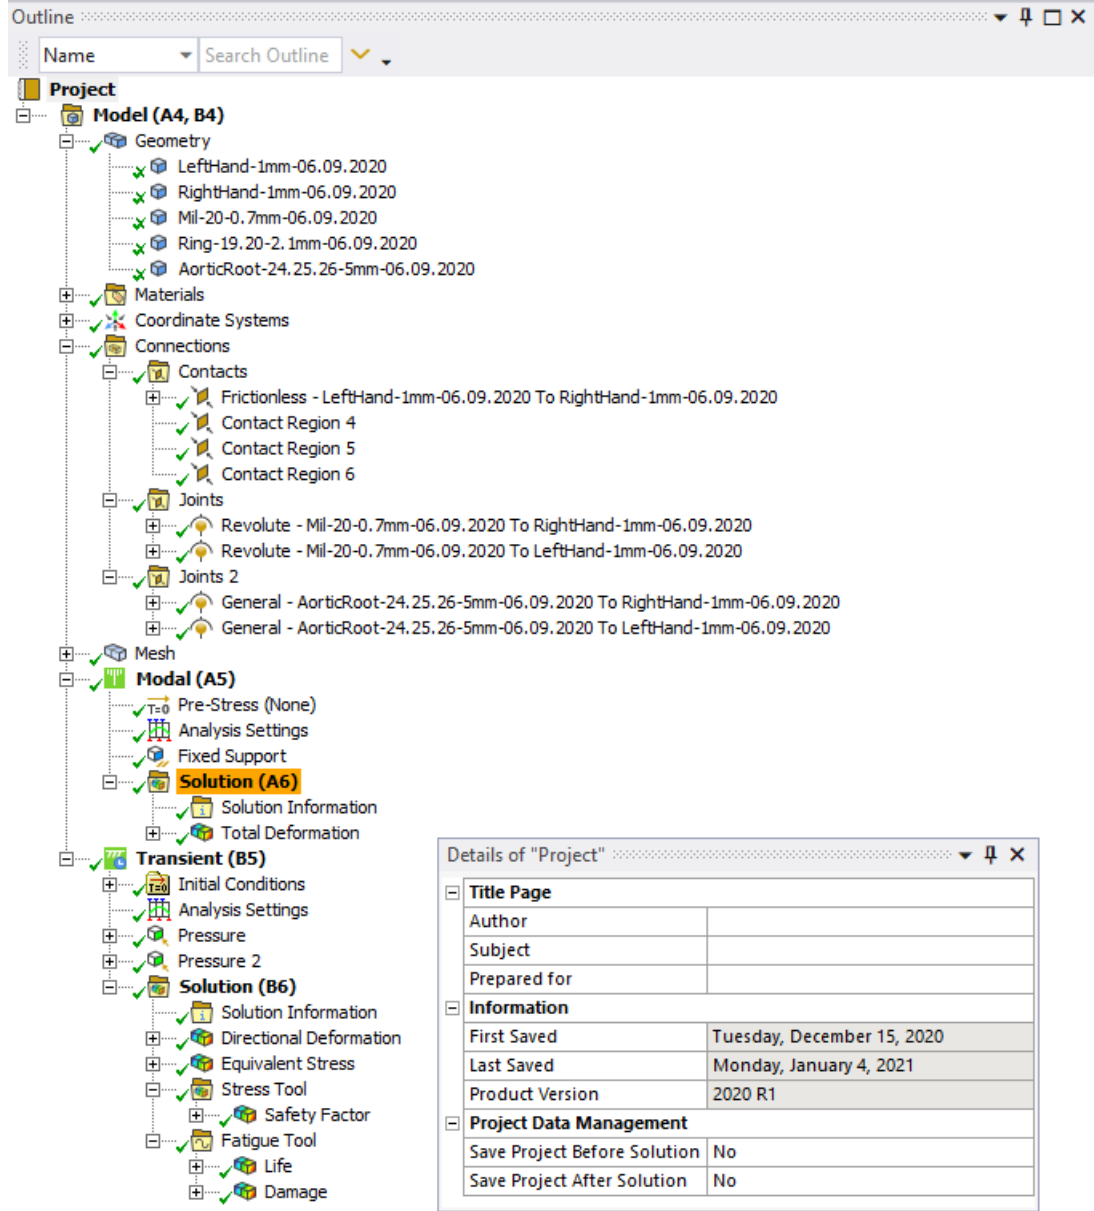 Outline
Name Search Outline
Project
Model (A4, B4)
Geometry
LeftHand-1mm-06.09.2020
RightHand-1mm-06.09.2020
Mil-20-0.7mm-06.09.2020
Ring-19.20-2.1mm-06.09.2020
AorticRoot-24.25.26-5mm-06.09.2020
Materials
Coordinate Systems
Connections
Contacts
Frictionless - LeftHand-1mm-06.09.2020 To RightHand-1mm-06.09.2020
Contact Region 4
Contact Region 5
Contact Region 6
Joints
Revolute - Mil-20-0.7mm-06.09.2020 To RightHand-1mm-06.09.2020
Revolute - Mil-20-0.7mm-06.09.2020 To LeftHand-1mm-06.09.2020
Joints 2
General - AorticRoot-24.25.26-5mm-06.09.2020 To RightHand-1mm-06.09.2020
General - AorticRoot-24.25.26-5mm-06.09.2020 To LeftHand-1mm-06.09.2020
Mesh
Modal (A5)
T=0 Pre-Stress (None)
Analysis Settings
Fixed Support
Solution (A6)
Solution Information
Total Deformation
Transient (B5)
T=0 Initial Conditions
Analysis Settings
Pressure
Pressure 2
Solution (B6)
Solution Information
Directional Deformation
Equivalent Stress
Stress Tool
Safety Factor
Fatigue Tool
Life
Damage
Details of "Project"
Title Page
Author
Subject
Prepared for
Information
First Saved Tuesday, December 15, 2020
Last Saved Monday, January 4, 2021
Product Version 2020 R1
Project Data Management
Save Project Before Solution No
Save Project After Solution No